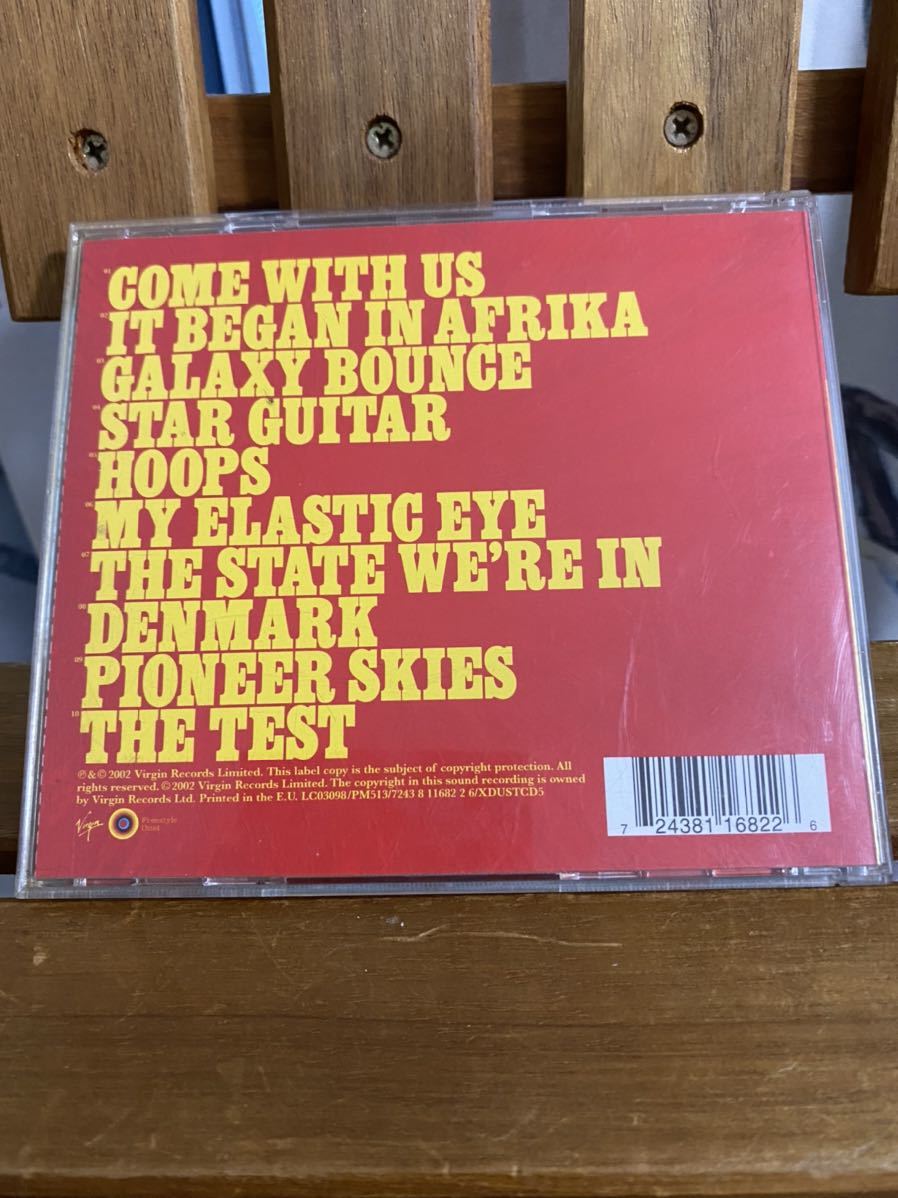 01 COME WITH US
02 IT BEGAN IN AFRIKA
03 GALAXY BOUNCE
04 STAR GUITAR
05 HOOPS
06 MY ELASTIC EYE
07 THE STATE WE'RE IN
08 DENMARK
09 PIONEER SKIES
10 THE TEST
℗ & © 2002 Virgin Records Limited. This label copy is the subject of copyright protection. All
rights reserved. © 2002 Virgin Records Limited. The copyright in this sound recording is owned
by Virgin Records Ltd. Printed in the E.U. LC03098/PM513/7243 8 11682 2 6/XDUSTCD5
Virgin
Freestyle
Dust
7 24381 16822 6